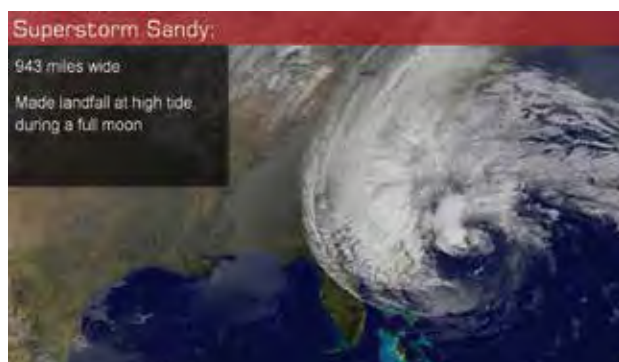 Superstorm Sandy:
943 miles wide
Made landfall at high tide,
during a full moon